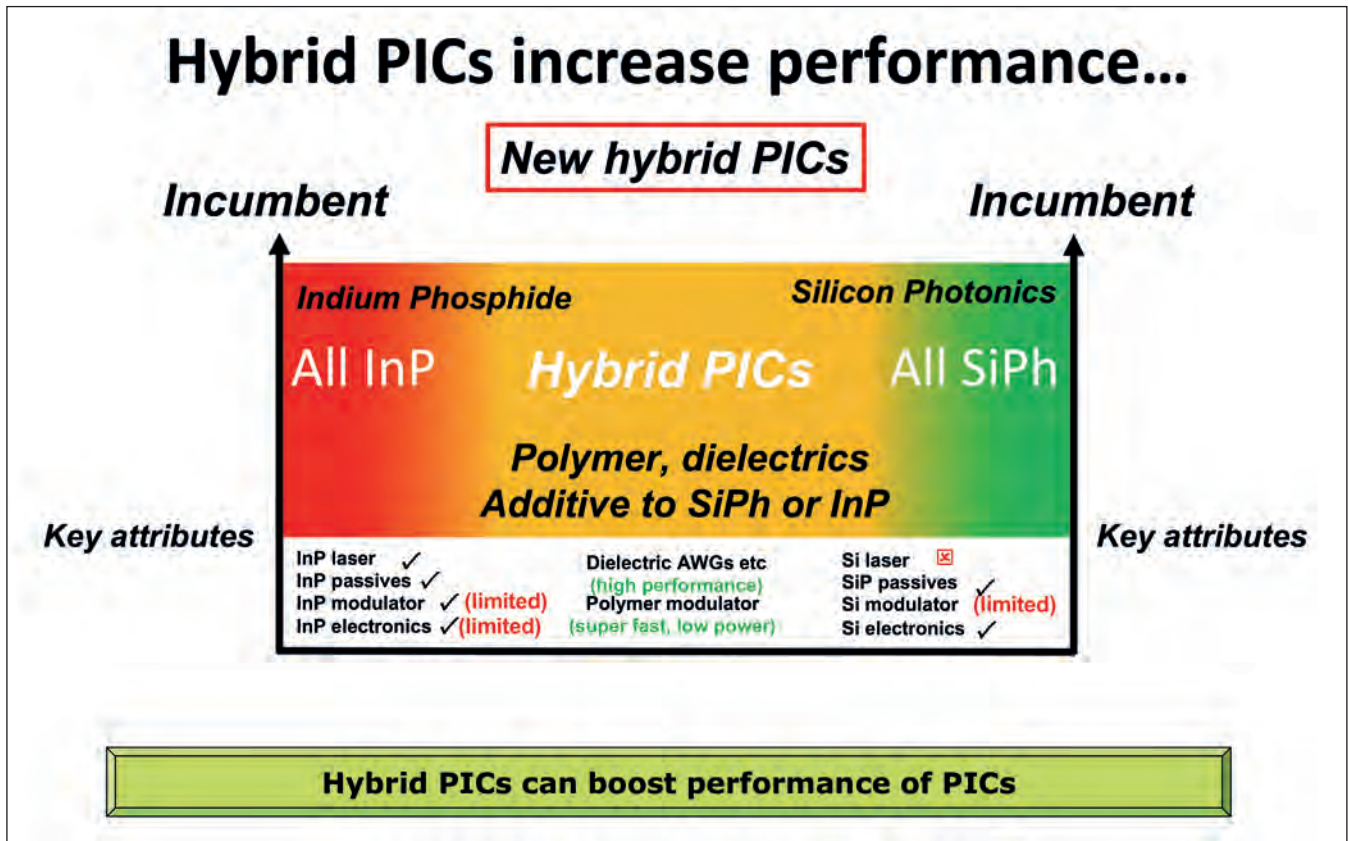 Hybrid PICs increase performance…
New hybrid PICs
Incumbent
Incumbent
Indium Phosphide
Silicon Photonics
All InP
Hybrid PICs
All SiPh
Polymer, dielectrics
Additive to SiPh or InP
Key attributes
Key attributes
InP laser ✓
InP passives ✓
InP modulator ✓ (limited)
InP electronics ✓ (limited)
Dielectric AWGs etc
(high performance)
Polymer modulator
(super fast, low power)
Si laser ☒
SiP passives ✓
Si modulator (limited)
Si electronics ✓
Hybrid PICs can boost performance of PICs